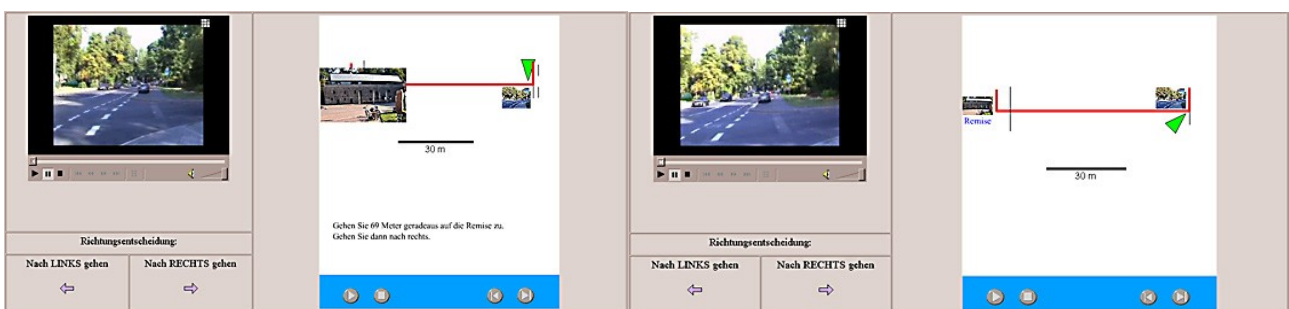 30 m
Gehen Sie 69 Meter geradeaus auf die Remise zu.
Gehen Sie dann nach rechts.
Richtungsentscheidung:
Nach LINKS gehen
Nach RECHTS gehen
Remise
30 m
Richtungsentscheidung:
Nach LINKS gehen
Nach RECHTS gehen